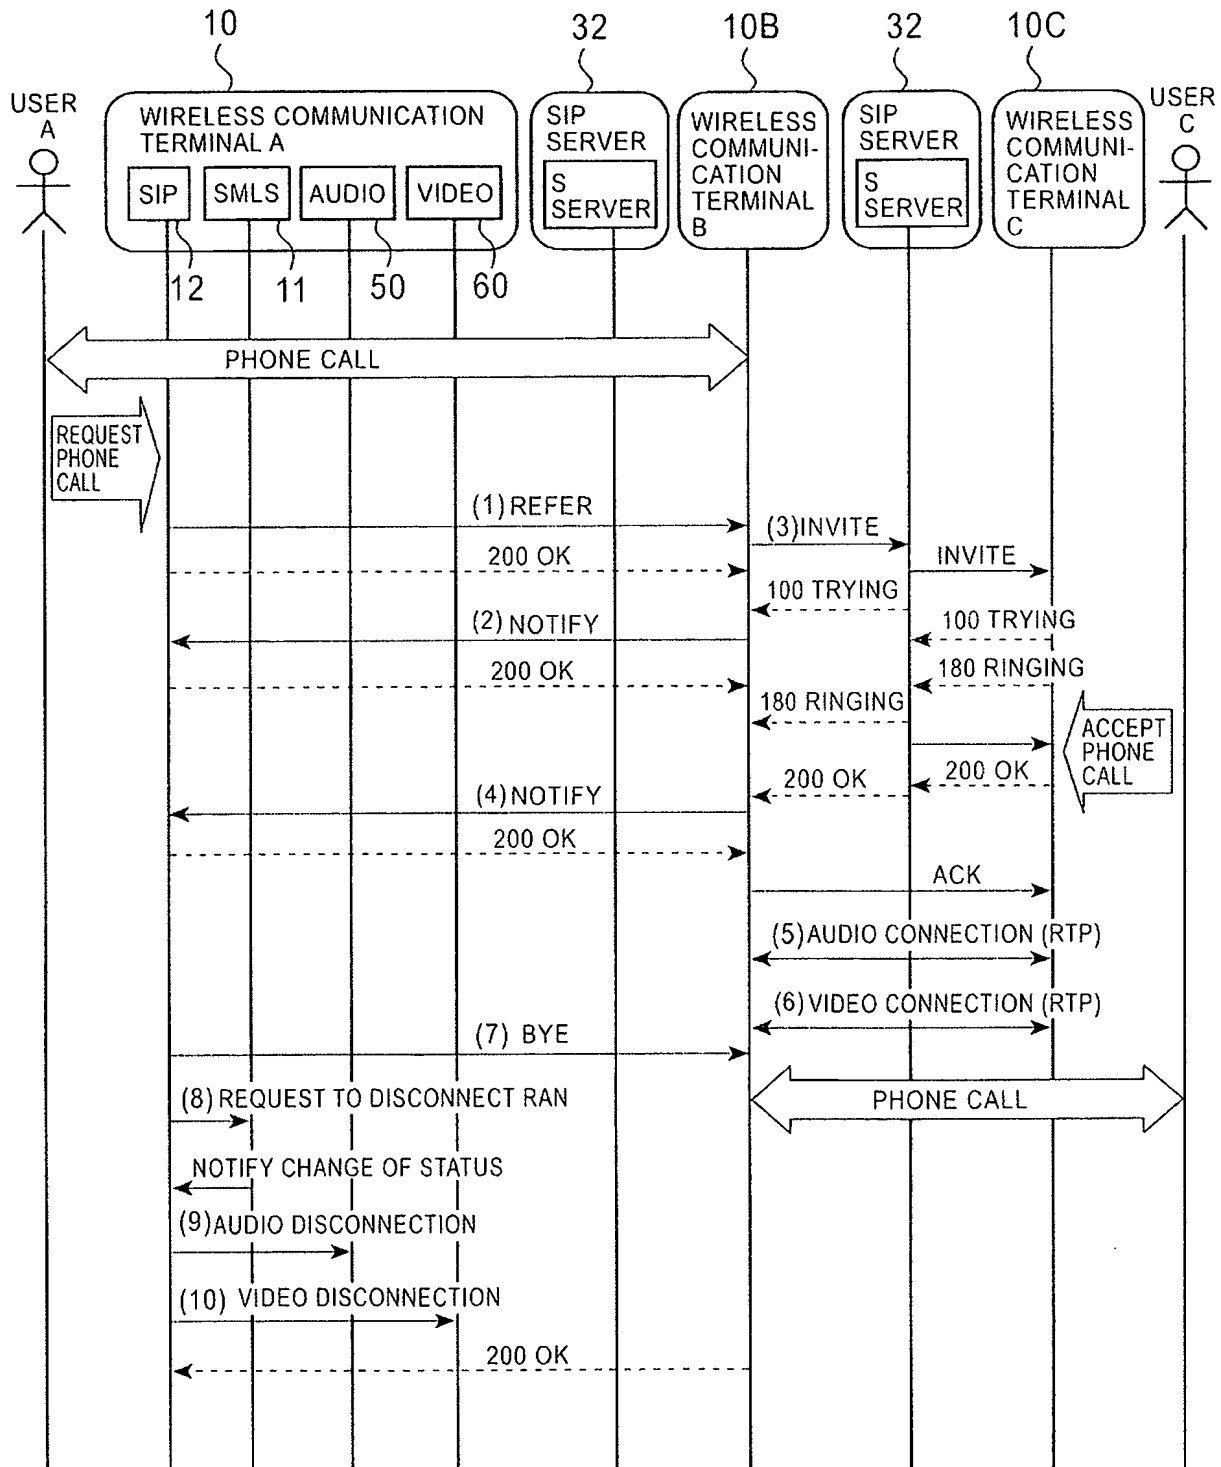 10
32
10B
32
10C
USER
A
WIRELESS COMMUNICATION
TERMINAL A
SIP
SMLS
AUDIO
VIDEO
SIP
SERVER
S
SERVER
WIRELESS
COMMUNI-
CATION
TERMINAL
B
SIP
SERVER
S
SERVER
WIRELESS
COMMUNI-
CATION
TERMINAL
C
USER
C
12
11
50
60
PHONE CALL
REQUEST
PHONE
CALL
(1) REFER
(3)INVITE
200 OK
INVITE
100 TRYING
(2) NOTIFY
100 TRYING
200 OK
180 RINGING
180 RINGING
ACCEPT
PHONE
CALL
200 OK
200 OK
(4) NOTIFY
200 OK
ACK
(5) AUDIO CONNECTION (RTP)
(6) VIDEO CONNECTION (RTP)
(7) BYE
(8) REQUEST TO DISCONNECT RAN
PHONE CALL
NOTIFY CHANGE OF STATUS
(9) AUDIO DISCONNECTION
(10) VIDEO DISCONNECTION
200 OK